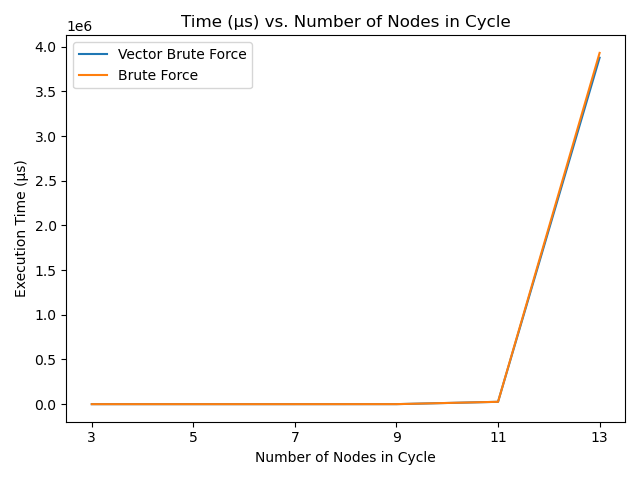 Time (μs) vs. Number of Nodes in Cycle
1e6
Vector Brute Force
Brute Force
4.0
3.5
3.0
2.5
2.0
1.5
1.0
0.5
0.0
Execution Time (μs)
3 5 7 9 11 13
Number of Nodes in Cycle